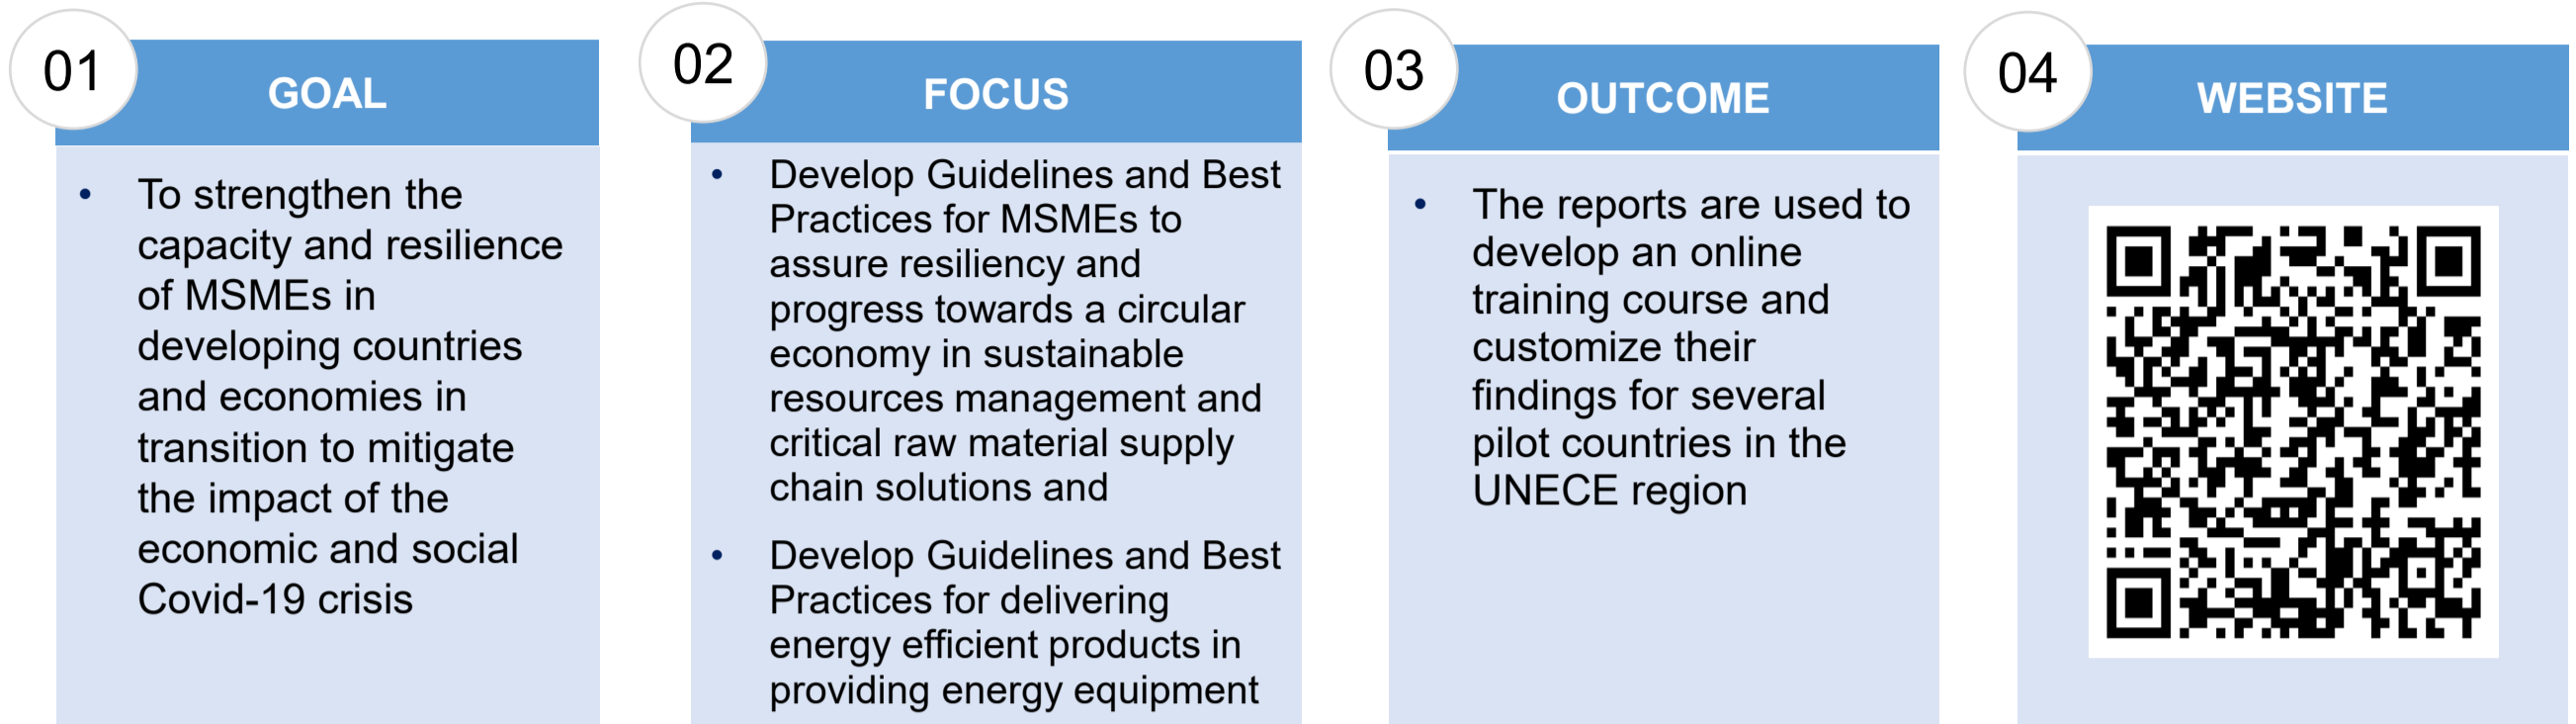 01
GOAL
• To strengthen the
capacity and resilience
of MSMEs in
developing countries
and economies in
transition to mitigate
the impact of the
economic and social
Covid-19 crisis
02
FOCUS
• Develop Guidelines and Best
Practices for MSMEs to
assure resiliency and
progress towards a circular
economy in sustainable
resources management and
critical raw material supply
chain solutions and
• Develop Guidelines and Best
Practices for delivering
energy efficient products in
providing energy equipment
03
OUTCOME
• The reports are used to
develop an online
training course and
customize their
findings for several
pilot countries in the
UNECE region
04
WEBSITE